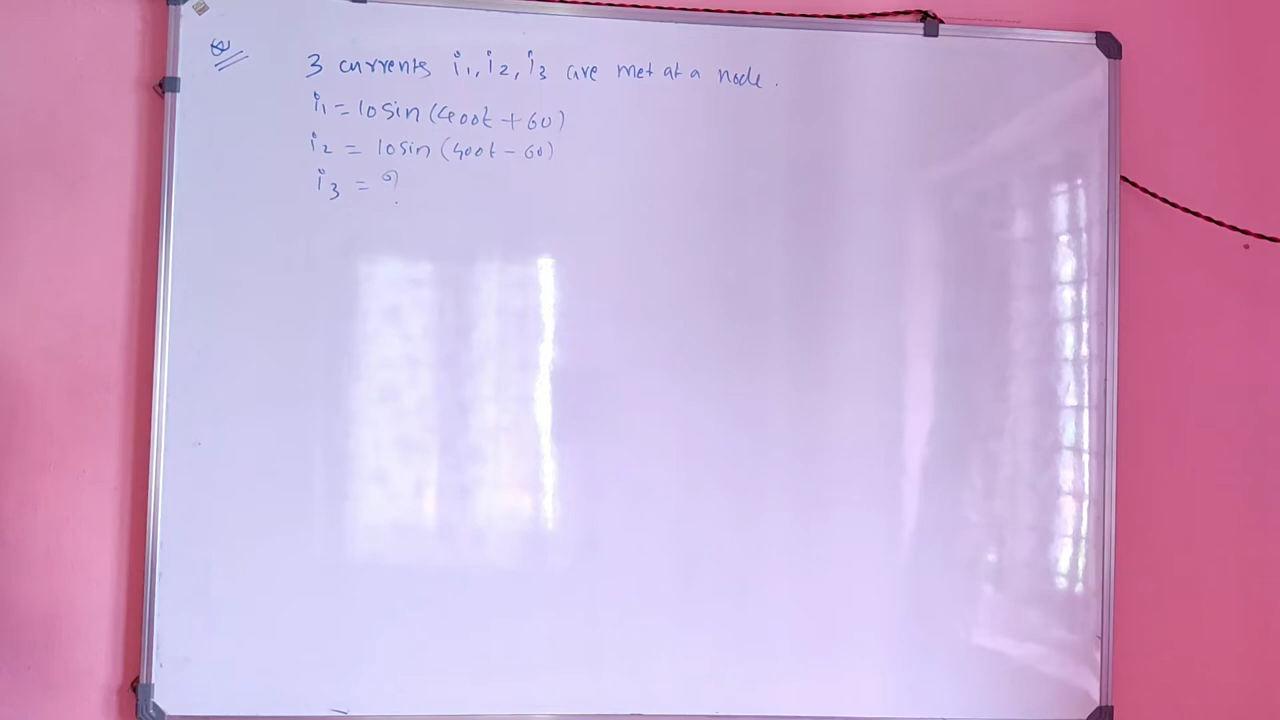 Q
3 currents i1, i2, i3 are met at a node.
i1 = 10sin(400t + 60)
i2 = 10sin(400t - 60)
i3 = ?